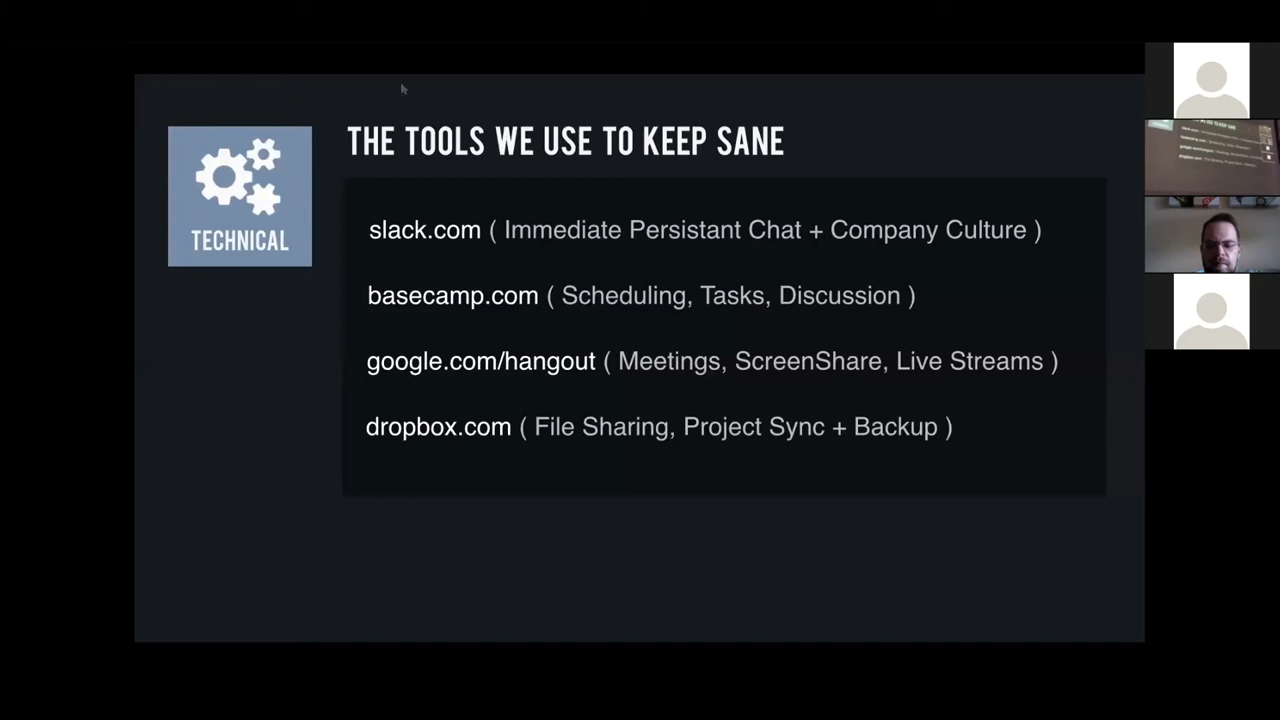 THE TOOLS WE USE TO KEEP SANE
TECHNICAL
slack.com ( Immediate Persistant Chat + Company Culture )
basecamp.com ( Scheduling, Tasks, Discussion )
google.com/hangout ( Meetings, ScreenShare, Live Streams )
dropbox.com ( File Sharing, Project Sync + Backup )